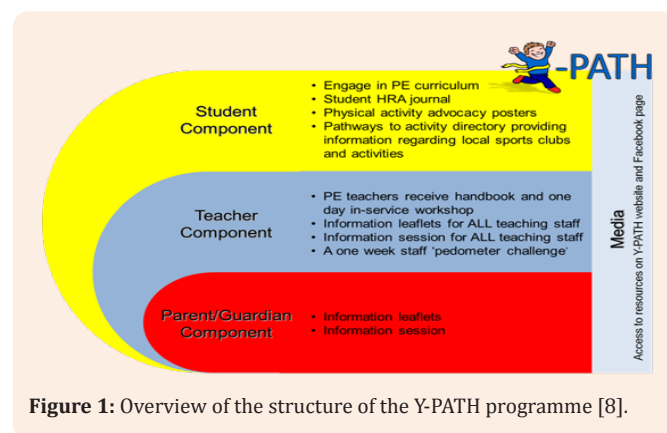 -PATH
Student
Component
• Engage in PE curriculum
• Student HRA journal
• Physical activity advocacy posters
• Pathways to activity directory providing
information regarding local sports clubs
and activities
Teacher
Component
• PE teachers receive handbook and one
day in-service workshop
• Information leaflets for ALL teaching staff
• Information session for ALL teaching staff
• A one week staff 'pedometer challenge'
Parent/Guardian
Component
• Information leaflets
• Information session
Media
Access to resources on Y-PATH website and Facebook page
Figure 1: Overview of the structure of the Y-PATH programme [8].